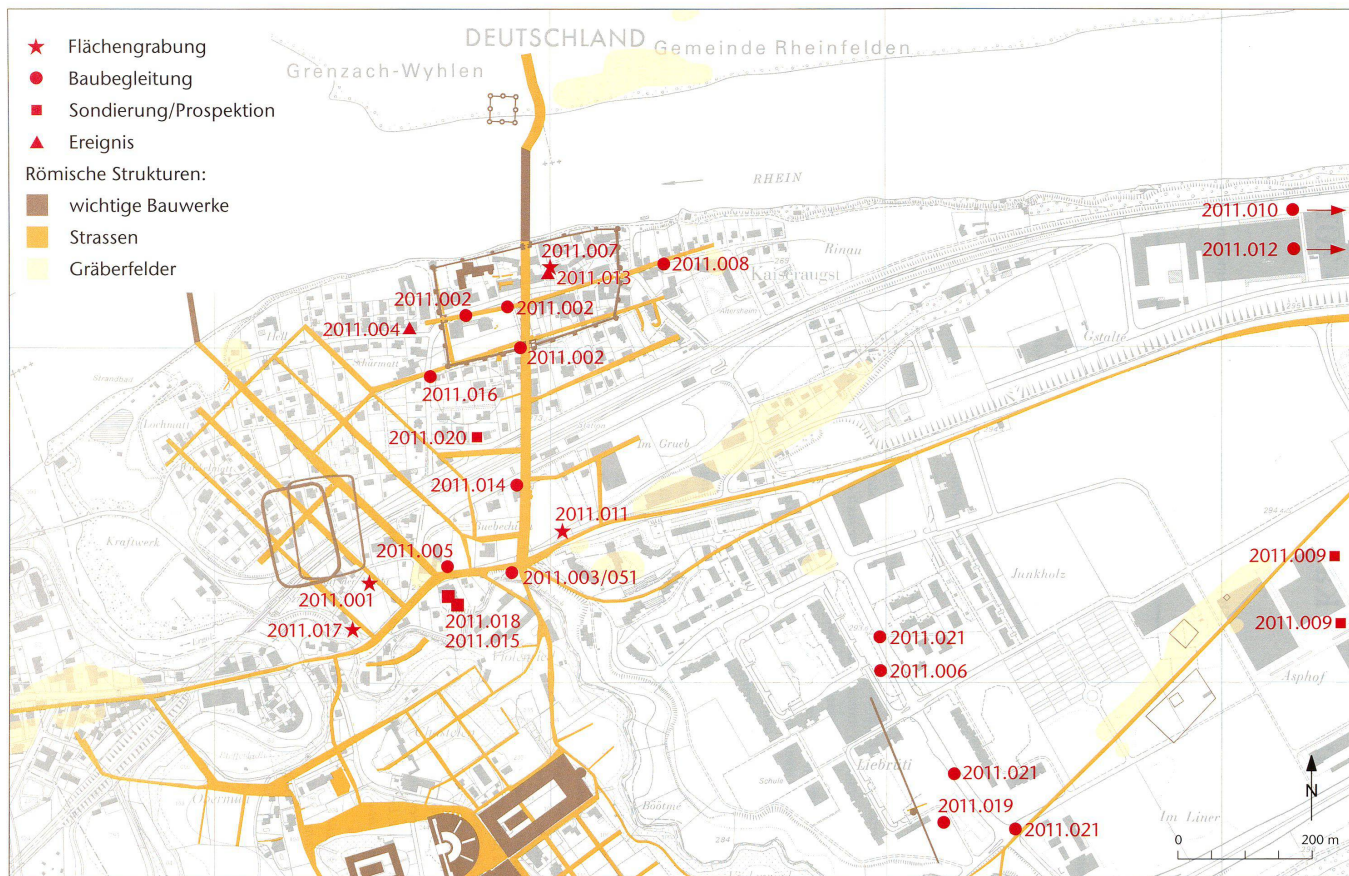 DEUTSCHLAND
Gemeinde Rheinfelden
Grenzach-Wyhlen
Flächengrabung
Baubegleitung
Sondierung/Prospektion
Ereignis
Römische Strukturen:
wichtige Bauwerke
Strassen
Gräberfelder
RHEIN
2011.010
2011.012
2011.007
2011.013
2011.008
Rinau
Kaiseraugst
2011.002
2011.002
2011.004
2011.002
2011.016
Gstalte
2011.020
Im Grueb
2011.014
2011.011
2011.005
2011.003/051
2011.001
2011.017
2011.018
2011.015
Kraftwerk
Strandbad
Junkholz
2011.009
2011.009
2011.021
2011.006
Asphof
Liebrüti
Schule
2011.021
2011.019
2011.021
Im Liner
Böötme
N
0 200 m